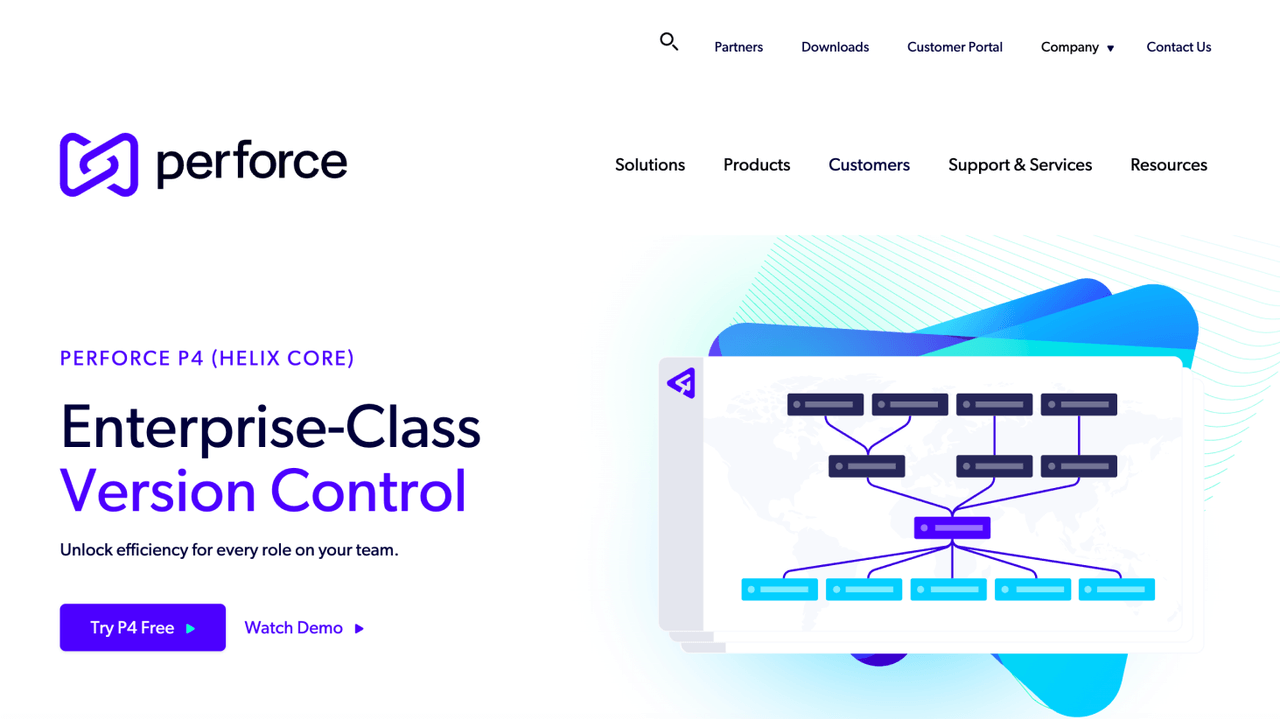 Partners Downloads Customer Portal Company Contact Us
perforce
Solutions Products Customers Support & Services Resources
PERFORCE P4 (HELIX CORE)
Enterprise-Class
Version Control
Unlock efficiency for every role on your team.
Try P4 Free Watch Demo